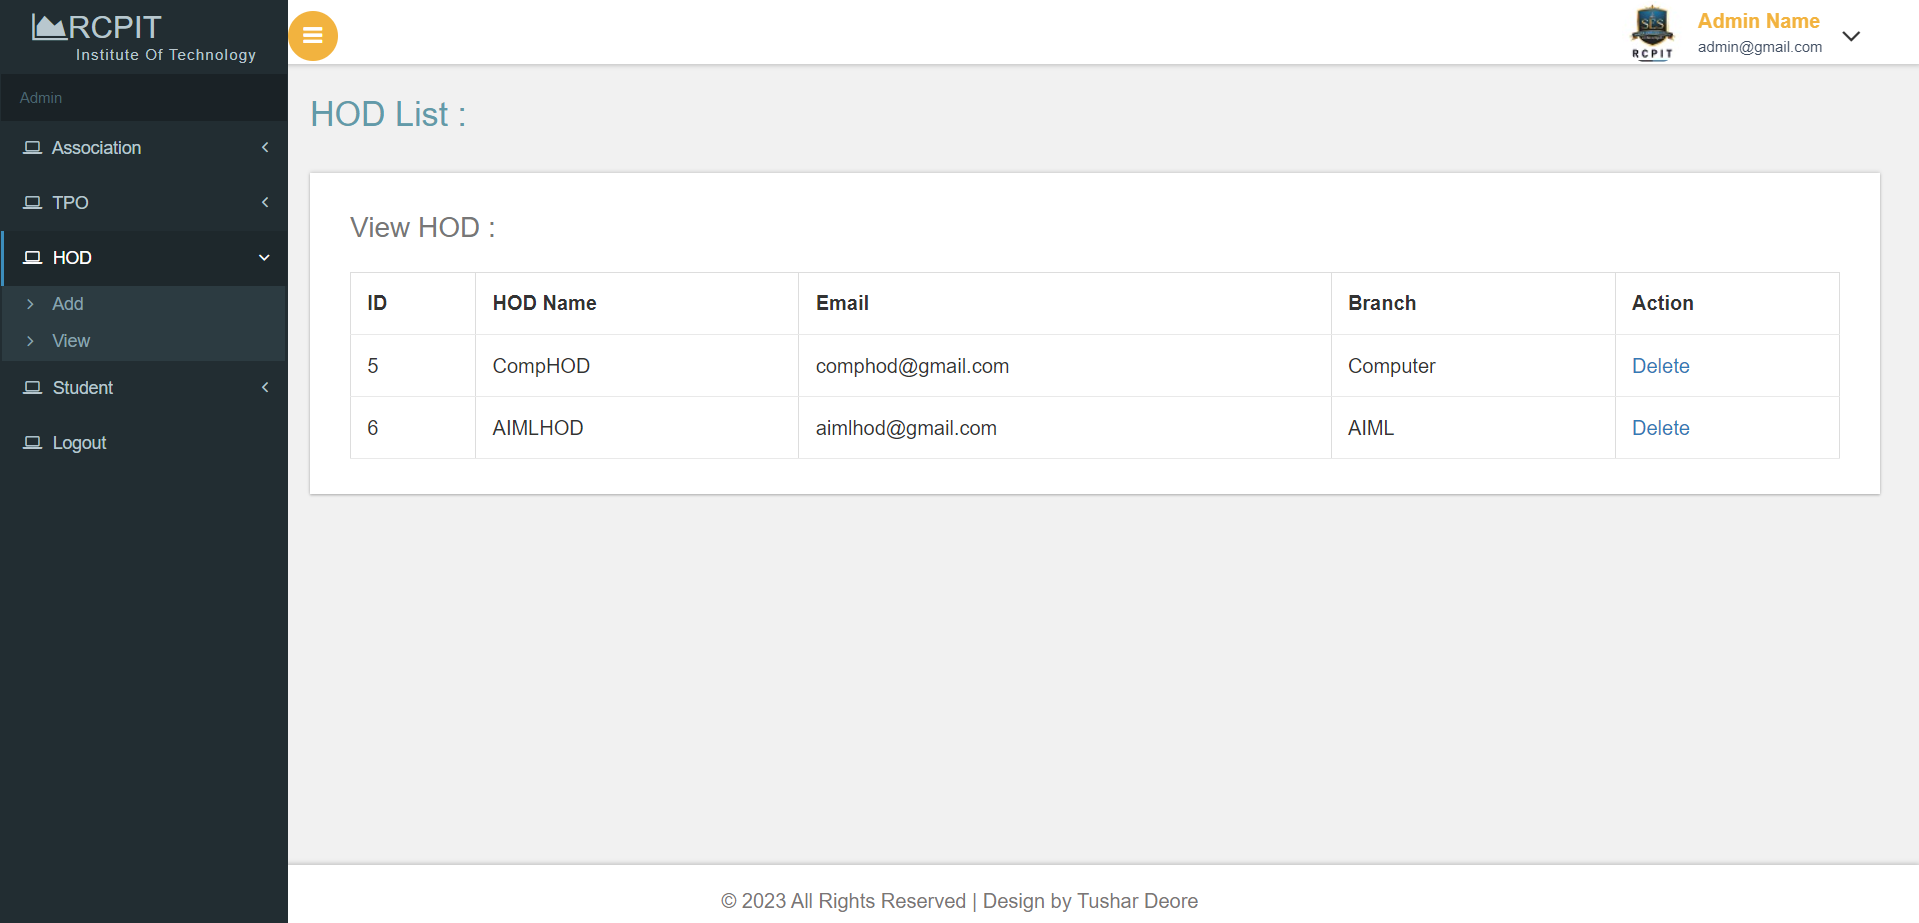 RCPIT
Institute Of Technology
Admin
Association
TPO
HOD
Add
View
Student
Logout
SES
RCPIT
Admin Name
admin@gmail.com
HOD List :
View HOD :
ID HOD Name Email Branch Action
5 CompHOD comphod@gmail.com Computer Delete
6 AIMLHOD aimlhod@gmail.com AIML Delete
© 2023 All Rights Reserved | Design by Tushar Deore